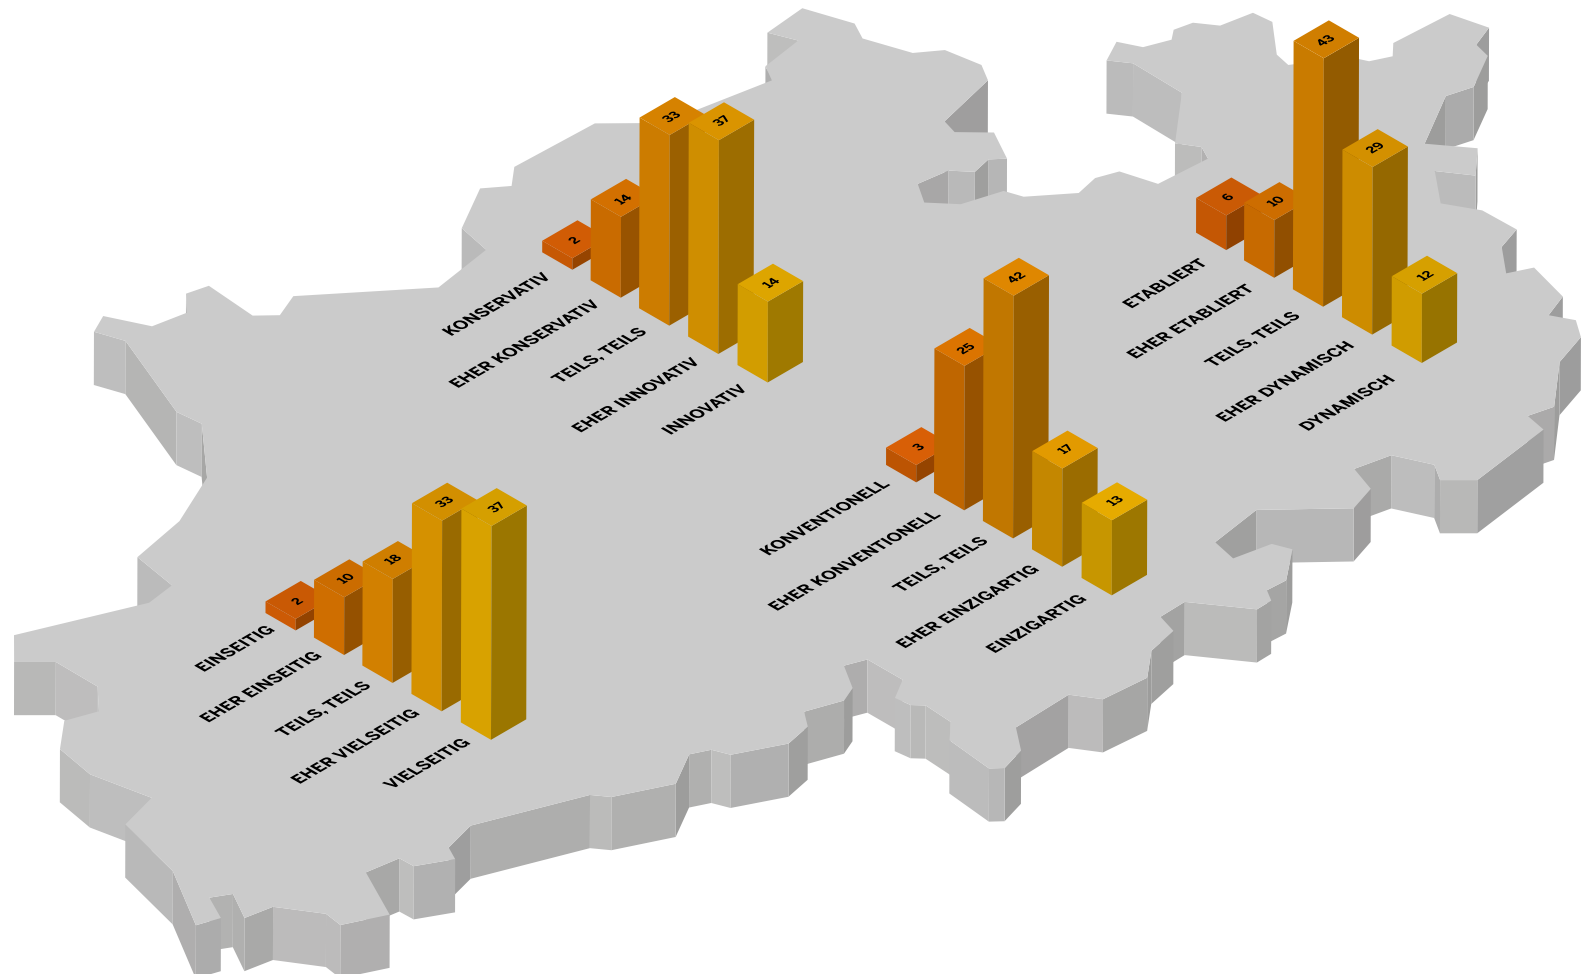 2
14
33
37
14
KONSERVATIV
EHER KONSERVATIV
TEILS, TEILS
EHER INNOVATIV
INNOVATIV
6
10
43
29
12
ETABLIERT
EHER ETABLIERT
TEILS, TEILS
EHER DYNAMISCH
DYNAMISCH
3
25
42
17
13
KONVENTIONELL
EHER KONVENTIONELL
TEILS, TEILS
EHER EINZIGARTIG
EINZIGARTIG
2
10
18
33
37
EINSEITIG
EHER EINSEITIG
TEILS, TEILS
EHER VIELSEITIG
VIELSEITIG